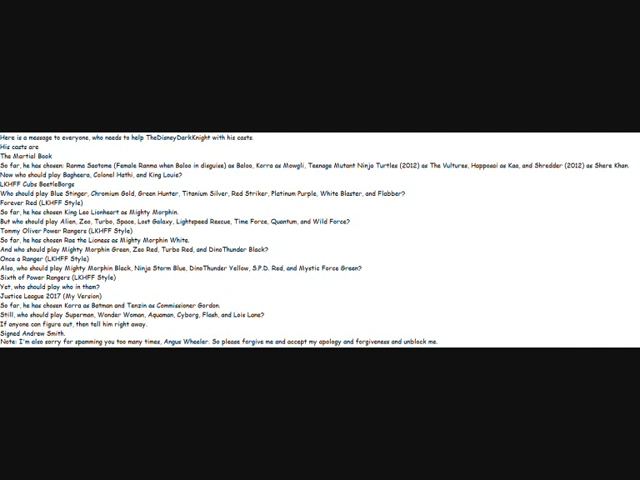 Here is a message to everyone, who needs to help TheDisneyDarkKnight with his casts.
His casts are
The Martial Book
So far, he has chosen: Ranma Saotome (Female Ranma when Baloo in disguise) as Baloo, Korra as Mowgli, Teenage Mutant Ninja Turtles (2012) as The Vultures, Happosai as Kaa, and Shredder (2012) as Shere Khan.
Now who should play Bagheera, Colonel Hathi, and King Louie?
LKHFF Cubs BeetleBorgs
Who should play Blue Stinger, Chromium Gold, Green Hunter, Titanium Silver, Red Striker, Platinum Purple, White Blaster, and Flabber?
Forever Red (LKHFF Style)
So far, he has chosen King Leo Lionheart as Mighty Morphin.
But who should play Alien, Zeo, Turbo, Space, Lost Galaxy, Lightspeed Rescue, Time Force, Quantum, and Wild Force?
Tommy Oliver Power Rangers (LKHFF Style)
So far, he has chosen Rae the Lioness as Mighty Morphin White.
And who should play Mighty Morphin Green, Zeo Red, Turbo Red, and DinoThunder Black?
Once a Ranger (LKHFF Style)
Also, who should play Mighty Morphin Black, Ninja Storm Blue, DinoThunder Yellow, S.P.D. Red, and Mystic Force Green?
Sixth of Power Rangers (LKHFF Style)
Yet, who should play who in them?
Justice League 2017 (My Version)
So far, he has chosen Korra as Batman and Tenzin as Commissioner Gordon.
Still, who should play Superman, Wonder Woman, Aquaman, Cyborg, Flash, and Lois Lane?
If anyone can figure out, then tell him right away.
Signed Andrew Smith.
Note: I'm also sorry for spamming you too many times, Angus Wheeler. So please forgive me and accept my apology and forgiveness and unblock me.